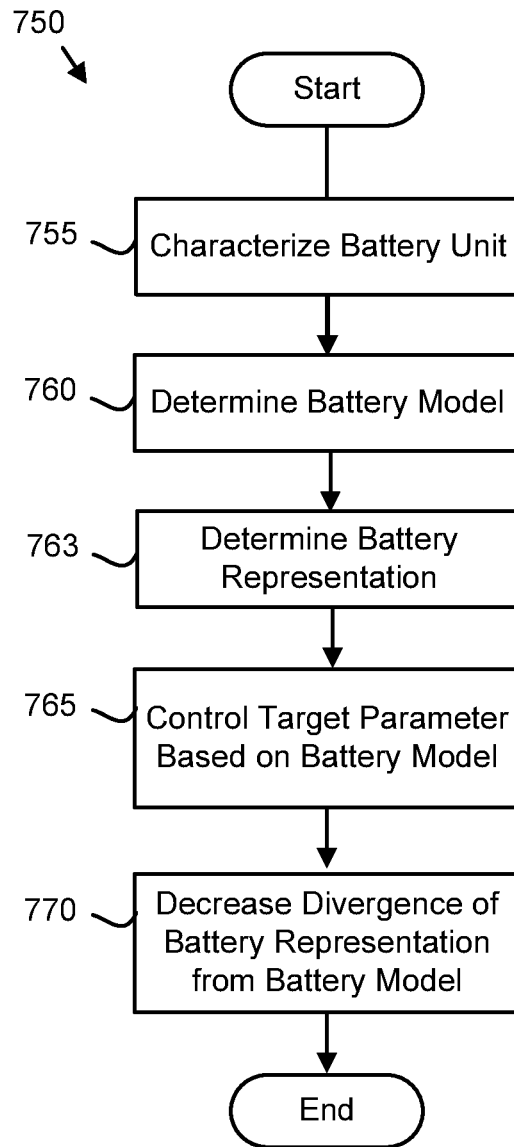 750
Start
755
Characterize Battery Unit
760
Determine Battery Model
763
Determine Battery
Representation
765
Control Target Parameter
Based on Battery Model
770
Decrease Divergence of
Battery Representation
from Battery Model
End